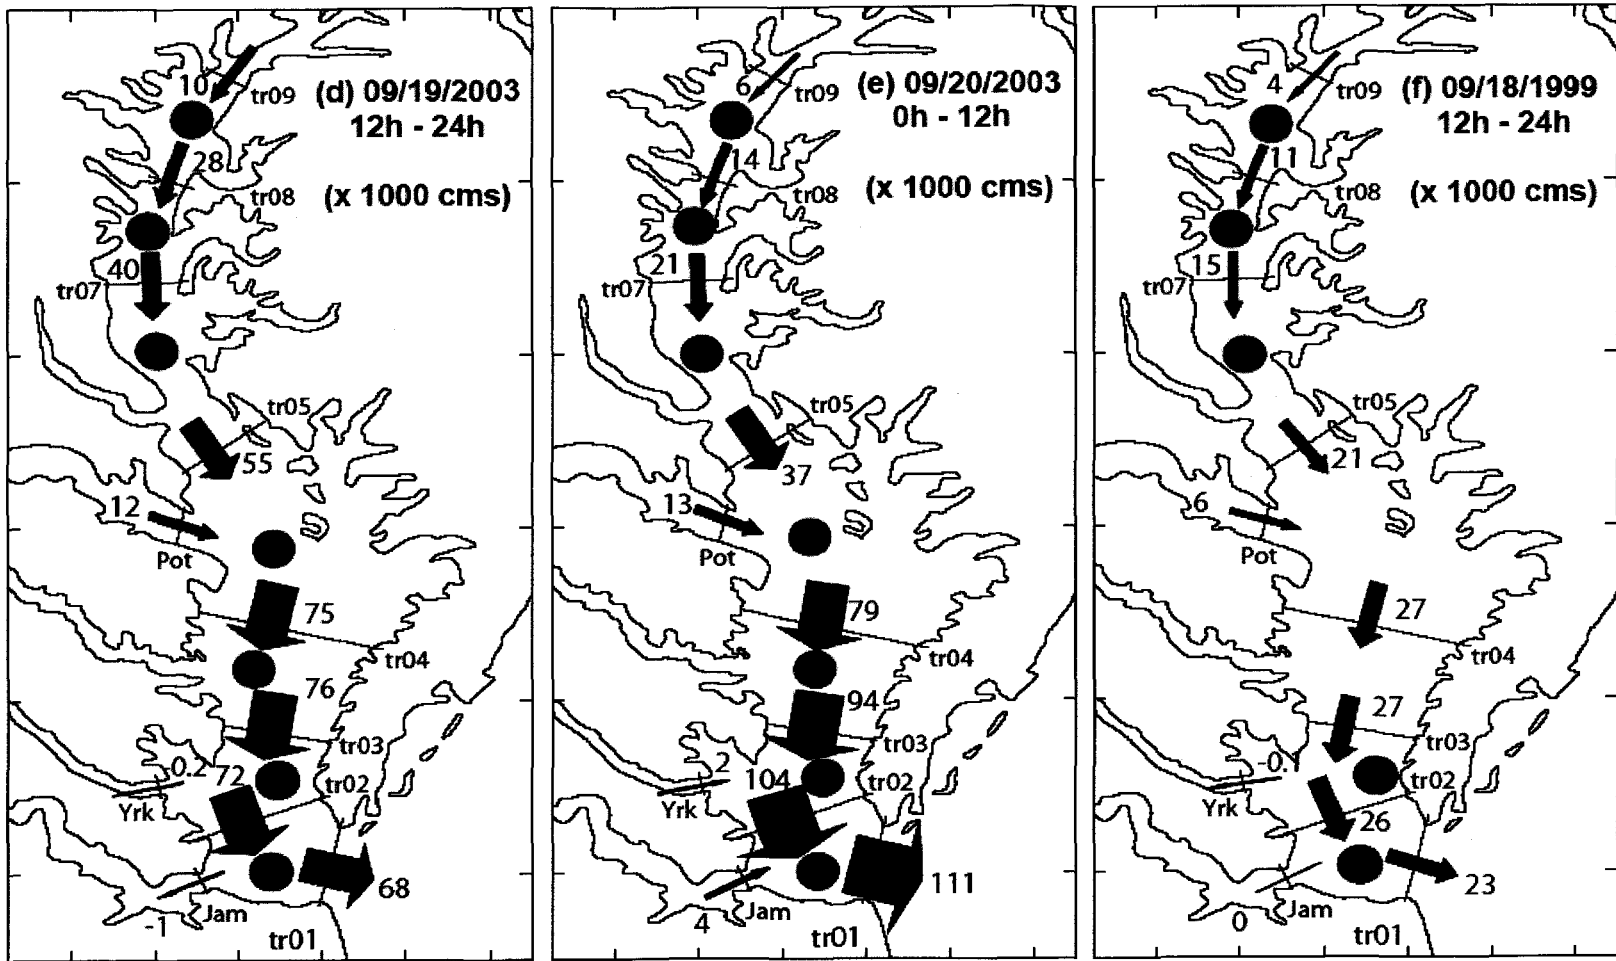 10
tr09
(d) 09/19/2003
12h - 24h
28
tr08
(x 1000 cms)
40
tr07
tr05
55
12
Pot
75
tr04
76
tr03
-0.2
72
tr02
Yrk
68
Jam
-1
tr01
6
tr09
(e) 09/20/2003
0h - 12h
14
tr08
(x 1000 cms)
21
tr07
tr05
37
13
Pot
79
tr04
94
tr03
2
104
tr02
Yrk
111
Jam
4
tr01
4
tr09
(f) 09/18/1999
12h - 24h
11
tr08
(x 1000 cms)
15
tr07
tr05
21
6
Pot
27
tr04
27
tr03
-0.1
tr02
Yrk
26
23
Jam
0
tr01